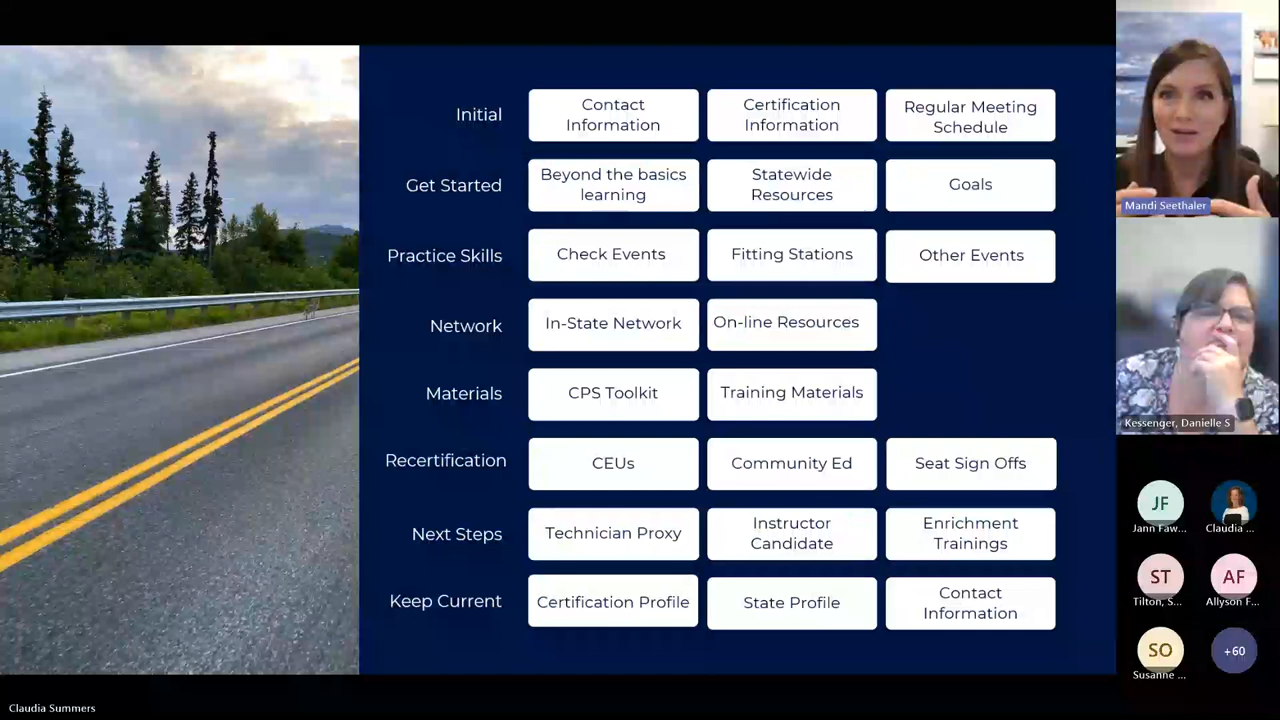 Initial
Contact
Information
Certification
Information
Regular Meeting
Schedule
Get Started
Beyond the basics
learning
Statewide
Resources
Goals
Practice Skills
Check Events
Fitting Stations
Other Events
Network
In-State Network
On-line Resources
Materials
CPS Toolkit
Training Materials
Recertification
CEUs
Community Ed
Seat Sign Offs
Next Steps
Technician Proxy
Instructor
Candidate
Enrichment
Trainings
Keep Current
Certification Profile
State Profile
Contact
Information
Mandi Seethaler
Kessenger, Danielle S
JF
Jann Faw...
Claudia ...
ST
Tilton, S...
AF
Allyson F...
SO
Susanne ...
+60
Claudia Summers